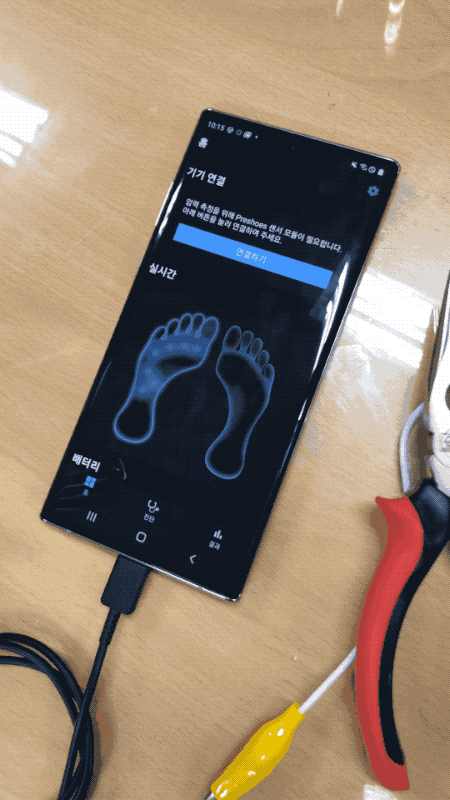 10:15
홈
기기 연결
압력 측정을 위해 Preshoes 센서 모듈이 필요합니다.
아래 버튼을 눌러 연결하여 주세요.
연결하기
실시간
배터리
홈
진단
결과